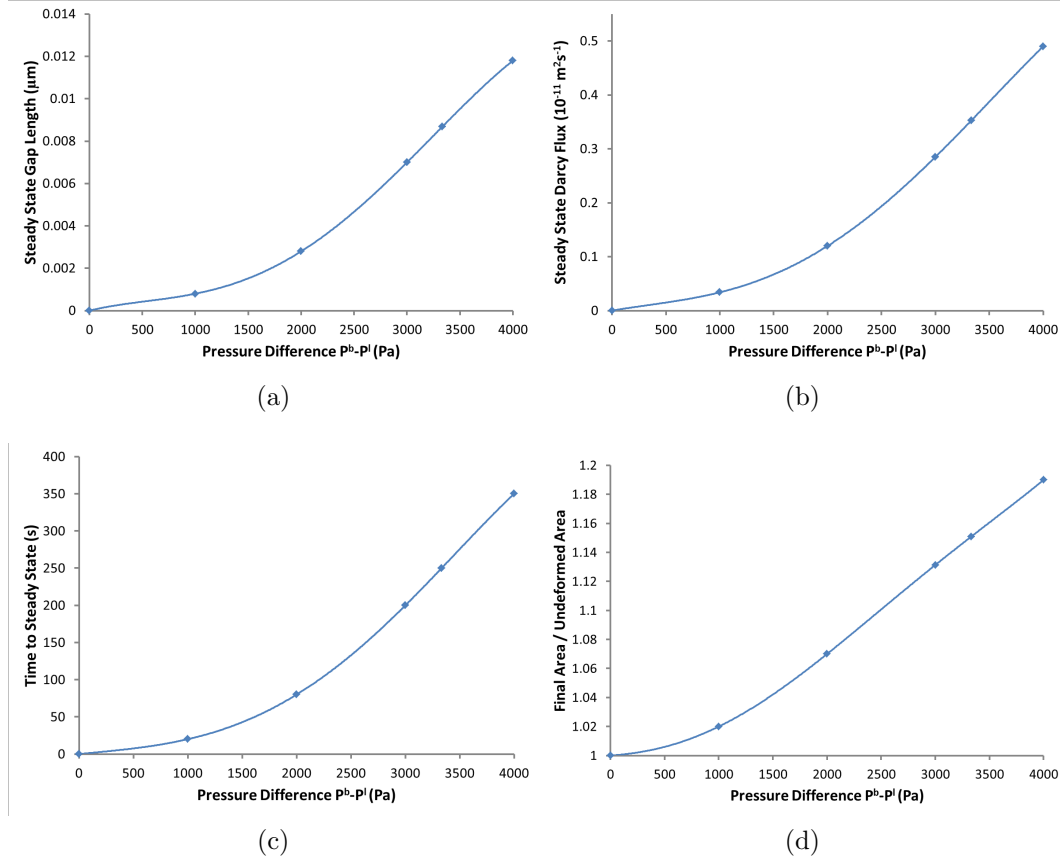 0.014
0.012
0.01
0.008
0.006
0.004
0.002
0
Steady State Gap Length (μm)
0 500 1000 1500 2000 2500 3000 3500 4000
Pressure Difference Pᵇ-Pˡ (Pa)
(a)
0.5
0.4
0.3
0.2
0.1
0
Steady State Darcy Flux (10⁻¹¹ m²s⁻¹)
0 500 1000 1500 2000 2500 3000 3500 4000
Pressure Difference Pᵇ-Pˡ (Pa)
(b)
400
350
300
250
200
150
100
50
0
Time to Steady State (s)
0 500 1000 1500 2000 2500 3000 3500 4000
Pressure Difference Pᵇ-Pˡ (Pa)
(c)
1.2
1.18
1.16
1.14
1.12
1.1
1.08
1.06
1.04
1.02
1
Final Area / Undeformed Area
0 500 1000 1500 2000 2500 3000 3500 4000
Pressure Difference Pᵇ-Pˡ (Pa)
(d)